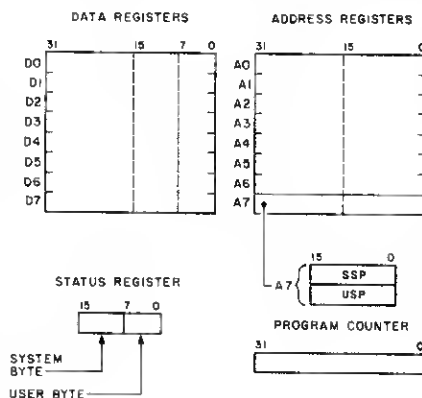 DATA REGISTERS
31 15 7 0
D0
D1
D2
D3
D4
D5
D6
D7
ADDRESS REGISTERS
31 15 0
A0
A1
A2
A3
A4
A5
A6
A7
STATUS REGISTER
15 7 0
SYSTEM
BYTE
USER BYTE
15 0
A7
SSP
USP
PROGRAM COUNTER
31 0